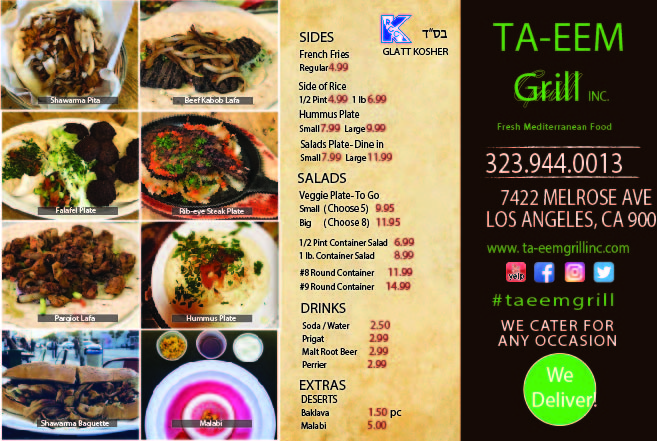 Shawarma Pita
Beef Kabob Lafa
Falafel Plate
Rib-eye Steak Plate
Pargiot Lafa
Hummus Plate
Shawarma Baguette
Malabi
K
בס"ד
GLATT KOSHER
SIDES
French Fries
Regular 4.99
Side of Rice
1/2 Pint 4.99 1 lb 6.99
Hummus Plate
Small 7.99 Large 9.99
Salads Plate- Dine in
Small 7.99 Large 11.99
SALADS
Veggie Plate- To Go
Small (Choose 5) 9.95
Big (Choose 8) 11.95
1/2 Pint Container Salad 6.99
1 lb. Container Salad 8.99
#8 Round Container 11.99
#9 Round Container 14.99
DRINKS
Soda / Water 2.50
Prigat 2.99
Malt Root Beer 2.99
Perrier 2.99
EXTRAS
DESERTS
Baklava 1.50 pc
Malabi 5.00
TA-EEM
Grill INC.
Fresh Mediterranean Food
323.944.0013
7422 MELROSE AVE
LOS ANGELES, CA 900
www. ta-eemgrillinc.com
yelp
#taeemgrill
WE CATER FOR
ANY OCCASION
We
Deliver.